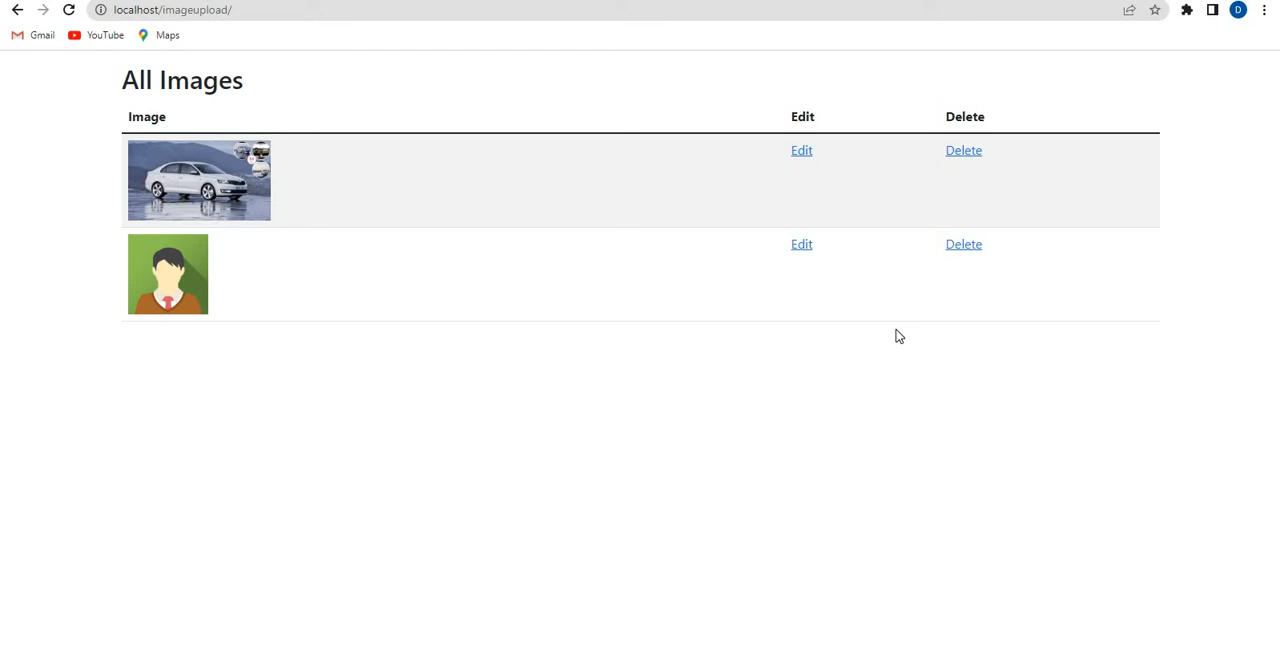 localhost/imageupload/
D
Gmail YouTube Maps
All Images
Image Edit Delete
Edit Delete
Edit Delete